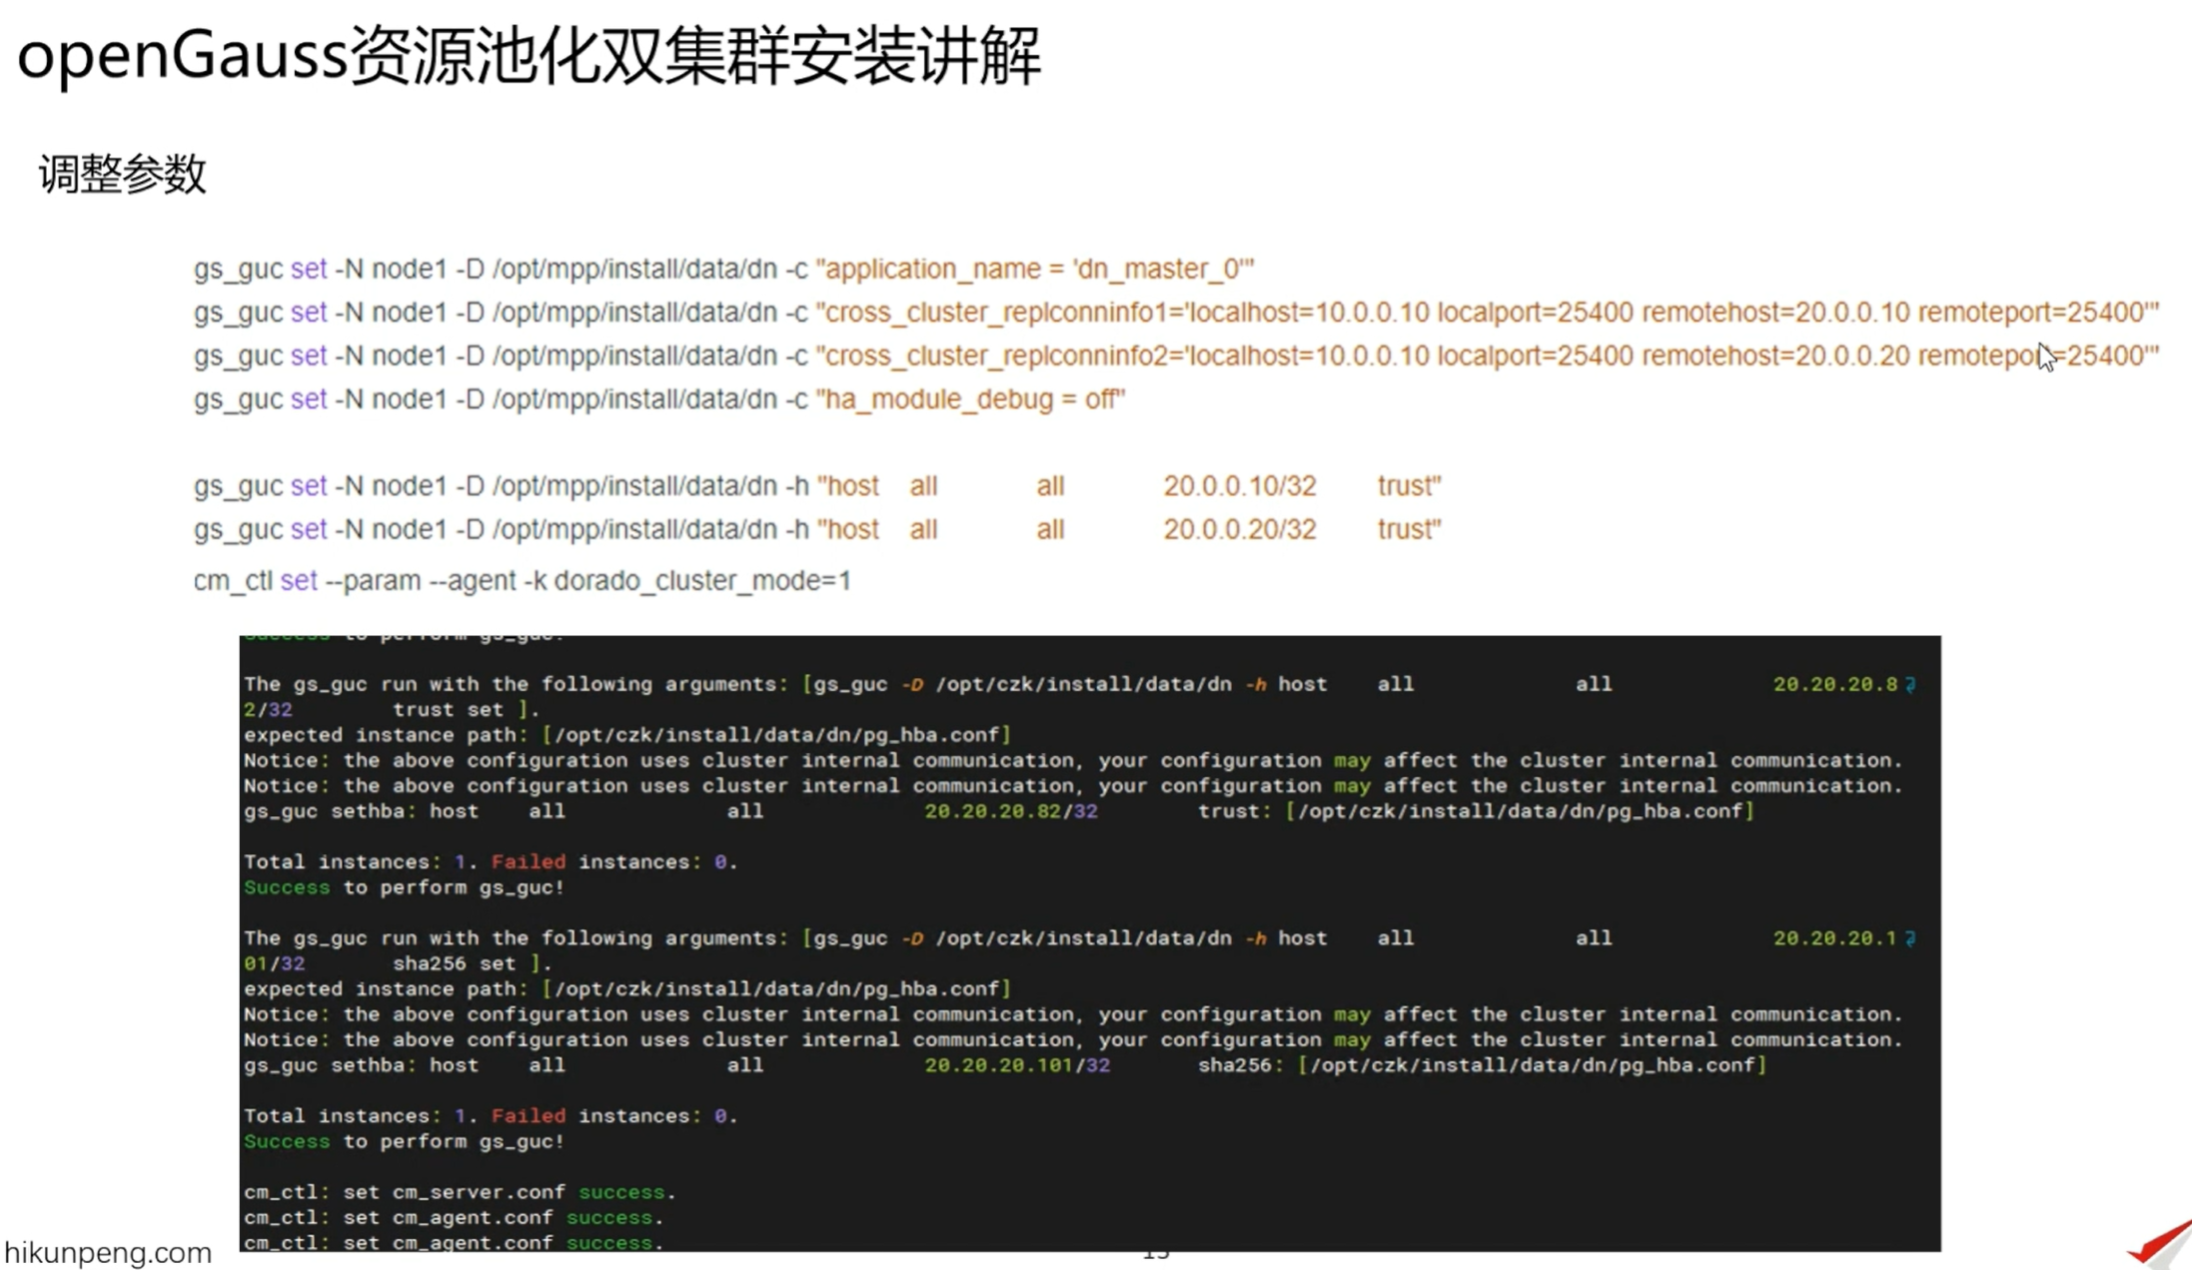 openGauss资源池化双集群安装讲解
调整参数
gs_guc set -N node1 -D /opt/mpp/install/data/dn -c "application_name = 'dn_master_0'"
gs_guc set -N node1 -D /opt/mpp/install/data/dn -c "cross_cluster_replconninfo1='localhost=10.0.0.10 localport=25400 remotehost=20.0.0.10 remoteport=25400'"
gs_guc set -N node1 -D /opt/mpp/install/data/dn -c "cross_cluster_replconninfo2='localhost=10.0.0.10 localport=25400 remotehost=20.0.0.20 remoteport=25400'"
gs_guc set -N node1 -D /opt/mpp/install/data/dn -c "ha_module_debug = off"
gs_guc set -N node1 -D /opt/mpp/install/data/dn -h "host all all 20.0.0.10/32 trust"
gs_guc set -N node1 -D /opt/mpp/install/data/dn -h "host all all 20.0.0.20/32 trust"
cm_ctl set --param --agent -k dorado_cluster_mode=1
Success to perform gs_guc!
The gs_guc run with the following arguments: [gs_guc -D /opt/czk/install/data/dn -h host all all 20.20.20.8
2/32 trust set ].
expected instance path: [/opt/czk/install/data/dn/pg_hba.conf]
Notice: the above configuration uses cluster internal communication, your configuration may affect the cluster internal communication.
Notice: the above configuration uses cluster internal communication, your configuration may affect the cluster internal communication.
gs_guc sethba: host all all 20.20.20.82/32 trust: [/opt/czk/install/data/dn/pg_hba.conf]
Total instances: 1. Failed instances: 0.
Success to perform gs_guc!
The gs_guc run with the following arguments: [gs_guc -D /opt/czk/install/data/dn -h host all all 20.20.20.1
01/32 sha256 set ].
expected instance path: [/opt/czk/install/data/dn/pg_hba.conf]
Notice: the above configuration uses cluster internal communication, your configuration may affect the cluster internal communication.
Notice: the above configuration uses cluster internal communication, your configuration may affect the cluster internal communication.
gs_guc sethba: host all all 20.20.20.101/32 sha256: [/opt/czk/install/data/dn/pg_hba.conf]
Total instances: 1. Failed instances: 0.
Success to perform gs_guc!
cm_ctl: set cm_server.conf success.
cm_ctl: set cm_agent.conf success.
cm_ctl: set cm_agent.conf success.
hikunpeng.com